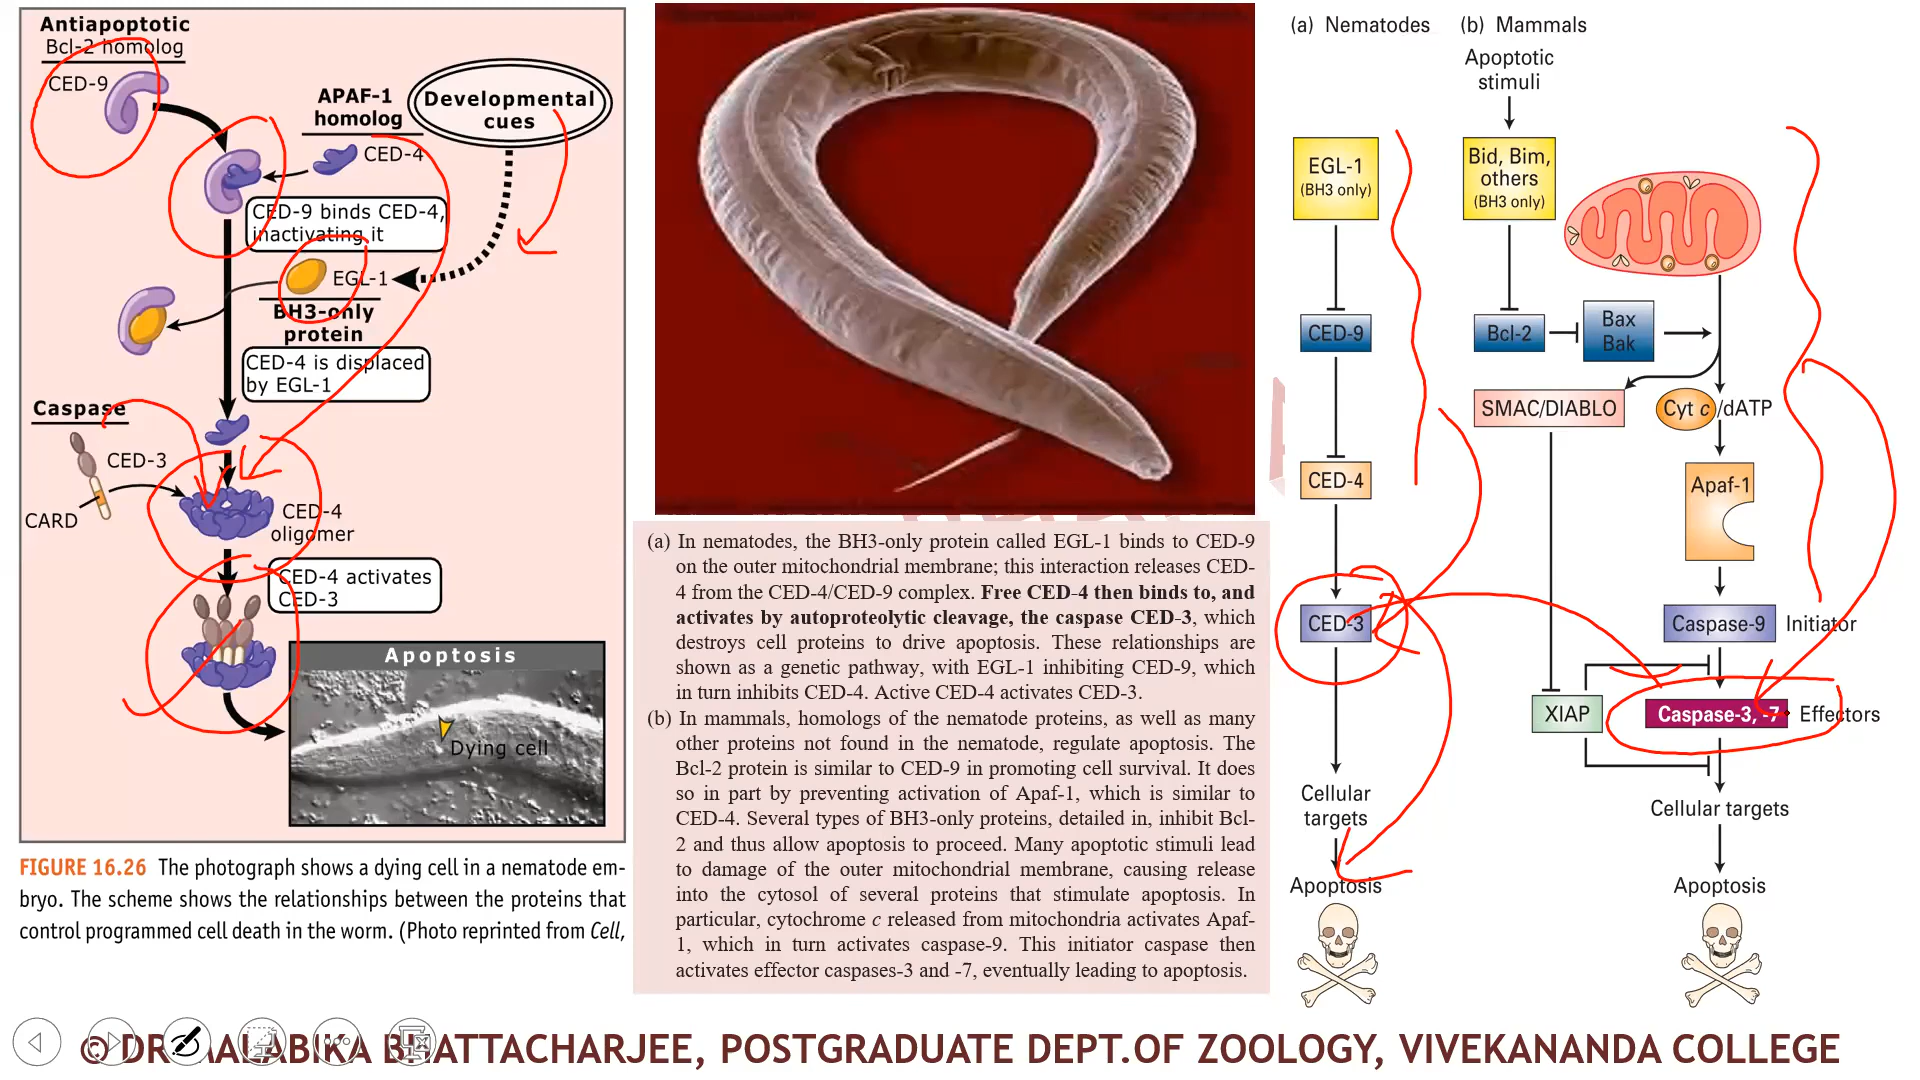 Antiapoptotic
Bcl-2 homolog
CED-9
APAF-1
homolog
CED-4
Developmental
cues
CED-9 binds CED-4,
inactivating it
EGL-1
BH3-only
protein
CED-4 is displaced
by EGL-1
Caspase
CED-3
CARD
CED-4
oligomer
CED-4 activates
CED-3
Apoptosis
Dying cell
FIGURE 16.26 The photograph shows a dying cell in a nematode em-
bryo. The scheme shows the relationships between the proteins that
control programmed cell death in the worm. (Photo reprinted from Cell,
(a) In nematodes, the BH3-only protein called EGL-1 binds to CED-9
on the outer mitochondrial membrane; this interaction releases CED-
4 from the CED-4/CED-9 complex. Free CED-4 then binds to, and
activates by autoproteolytic cleavage, the caspase CED-3, which
destroys cell proteins to drive apoptosis. These relationships are
shown as a genetic pathway, with EGL-1 inhibiting CED-9, which
in turn inhibits CED-4. Active CED-4 activates CED-3.
(b) In mammals, homologs of the nematode proteins, as well as many
other proteins not found in the nematode, regulate apoptosis. The
Bcl-2 protein is similar to CED-9 in promoting cell survival. It does
so in part by preventing activation of Apaf-1, which is similar to
CED-4. Several types of BH3-only proteins, detailed in, inhibit Bcl-
2 and thus allow apoptosis to proceed. Many apoptotic stimuli lead
to damage of the outer mitochondrial membrane, causing release
into the cytosol of several proteins that stimulate apoptosis. In
particular, cytochrome c released from mitochondria activates Apaf-
1, which in turn activates caspase-9. This initiator caspase then
activates effector caspases-3 and -7, eventually leading to apoptosis.
(a) Nematodes
EGL-1
(BH3 only)
CED-9
CED-4
CED-3
Cellular
targets
Apoptosis
(b) Mammals
Apoptotic
stimuli
Bid, Bim,
others
(BH3 only)
Bcl-2
Bax
Bak
SMAC/DIABLO
Cyt c/dATP
Apaf-1
Caspase-9 Initiator
XIAP
Caspase-3, -7 Effectors
Cellular targets
Apoptosis
© DR. MALABIKA BHATTACHARJEE, POSTGRADUATE DEPT.OF ZOOLOGY, VIVEKANANDA COLLEGE